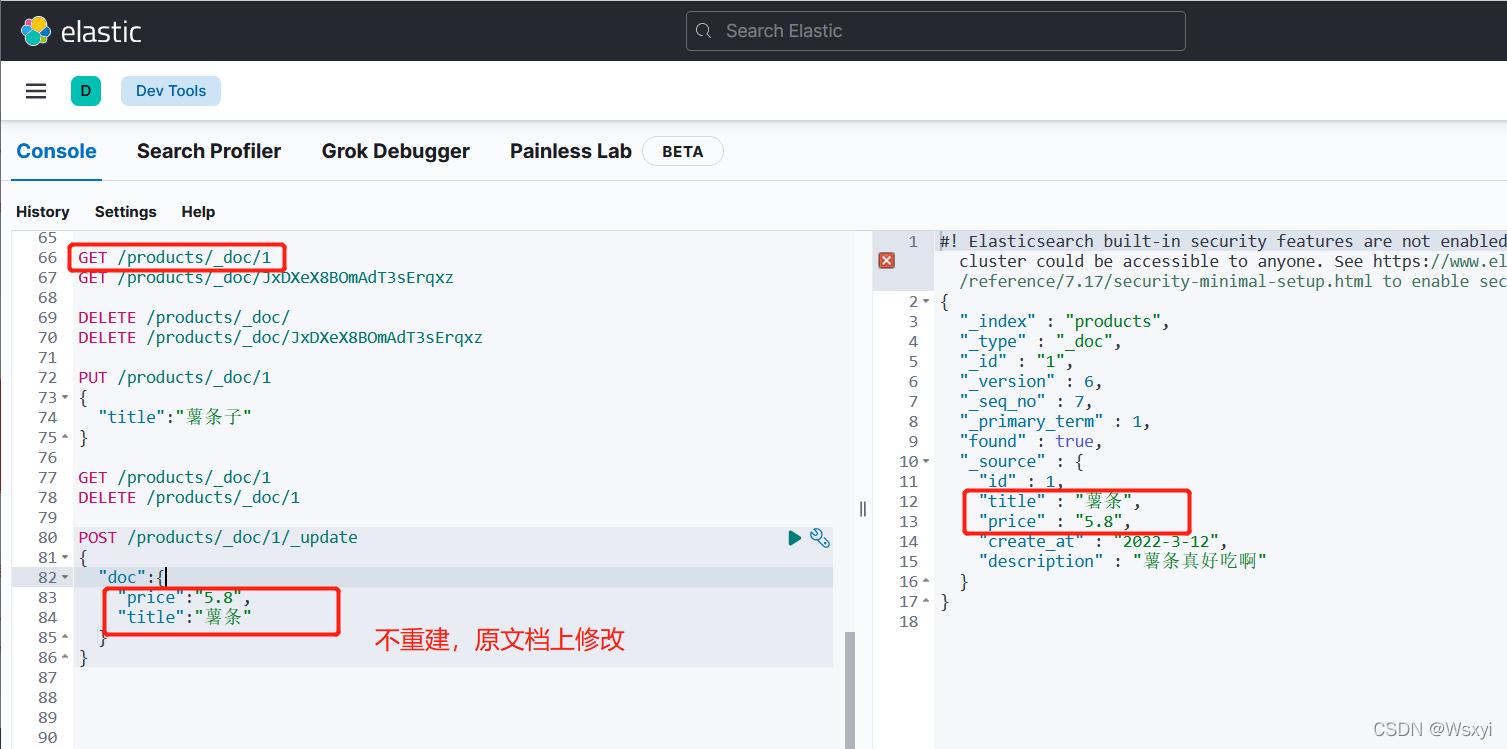 elastic
Search Elastic
D
Dev Tools
Console
Search Profiler
Grok Debugger
Painless Lab
BETA
History
Settings
Help
65
66 GET /products/_doc/1
67 GET /products/_doc/JxDXeX8BOmAdT3sErqxz
68
69 DELETE /products/_doc/
70 DELETE /products/_doc/JxDXeX8BOmAdT3sErqxz
71
72 PUT /products/_doc/1
73 {
74 "title":"薯条子"
75 }
76
77 GET /products/_doc/1
78 DELETE /products/_doc/1
79
80 POST /products/_doc/1/_update
81 {
82 "doc":{
83 "price":"5.8",
84 "title":"薯条"
85 }
86 }
87
88
89
90
不重建，原文档上修改
1 #! Elasticsearch built-in security features are not enabled
cluster could be accessible to anyone. See https://www.el
/reference/7.17/security-minimal-setup.html to enable sec
2 {
3 "_index" : "products",
4 "_type" : "_doc",
5 "_id" : "1",
6 "_version" : 6,
7 "_seq_no" : 7,
8 "_primary_term" : 1,
9 "found" : true,
10 "_source" : {
11 "id" : 1,
12 "title" : "薯条",
13 "price" : "5.8",
14 "create_at" : "2022-3-12",
15 "description" : "薯条真好吃啊"
16 }
17 }
18
CSDN @Wsxyi